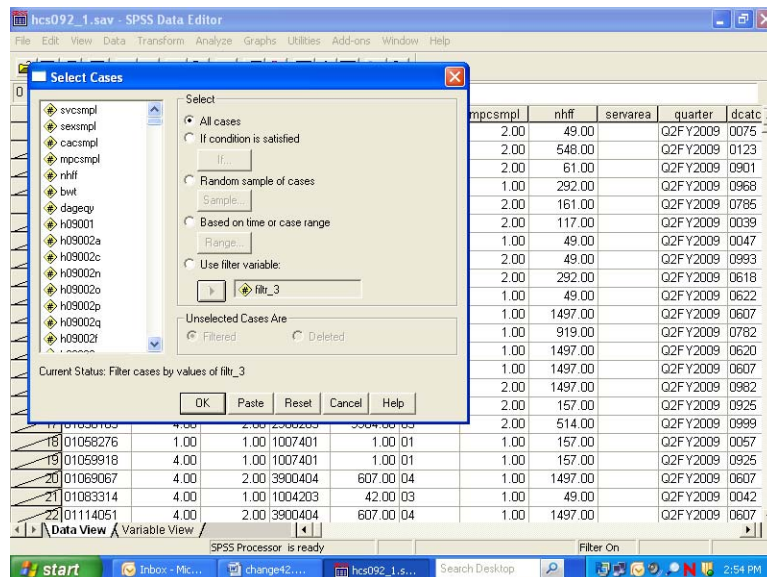 hcs092_1.sav - SPSS Data Editor
File Edit View Data Transform Analyze Graphs Utilities Add-ons Window Help
Select Cases
0
svcsmpl
sexsmpl
cacsmpl
mpcsmpl
nhff
bwt
dageqy
h09001
h09002a
h09002c
h09002n
h09002o
h09002p
h09002q
h09002f
Select
All cases
If condition is satisfied
If...
Random sample of cases
Sample...
Based on time or case range
Range...
Use filter variable:
filtr_3
Unselected Cases Are
Filtered Deleted
Current Status: Filter cases by values of filtr_3
OK Paste Reset Cancel Help
mpcsmpl nhff servarea quarter dcatc
2.00 49.00 Q2FY2009 0075
2.00 548.00 Q2FY2009 0123
2.00 61.00 Q2FY2009 0901
1.00 292.00 Q2FY2009 0968
2.00 161.00 Q2FY2009 0785
2.00 117.00 Q2FY2009 0039
1.00 49.00 Q2FY2009 0047
2.00 49.00 Q2FY2009 0993
2.00 292.00 Q2FY2009 0618
1.00 49.00 Q2FY2009 0622
1.00 1497.00 Q2FY2009 0607
1.00 919.00 Q2FY2009 0782
1.00 1497.00 Q2FY2009 0620
1.00 1497.00 Q2FY2009 0607
2.00 1497.00 Q2FY2009 0982
2.00 157.00 Q2FY2009 0925
17 4.00 2.00 03 2.00 514.00 Q2FY2009 0999
18 01058276 1.00 1.00 1007401 1.00 01 1.00 157.00 Q2FY2009 0057
19 01059918 4.00 1.00 1007401 1.00 01 1.00 157.00 Q2FY2009 0925
20 01069067 4.00 2.00 3900404 607.00 04 1.00 1497.00 Q2FY2009 0607
21 01083314 4.00 1.00 1004203 42.00 03 1.00 49.00 Q2FY2009 0042
22 01114051 4.00 2.00 3900404 607.00 04 1.00 1497.00 Q2FY2009 0607
Data View Variable View
SPSS Processor is ready Filter On
start Inbox - Mic... change42.... hcs092_1.s... Search Desktop 2:54 PM